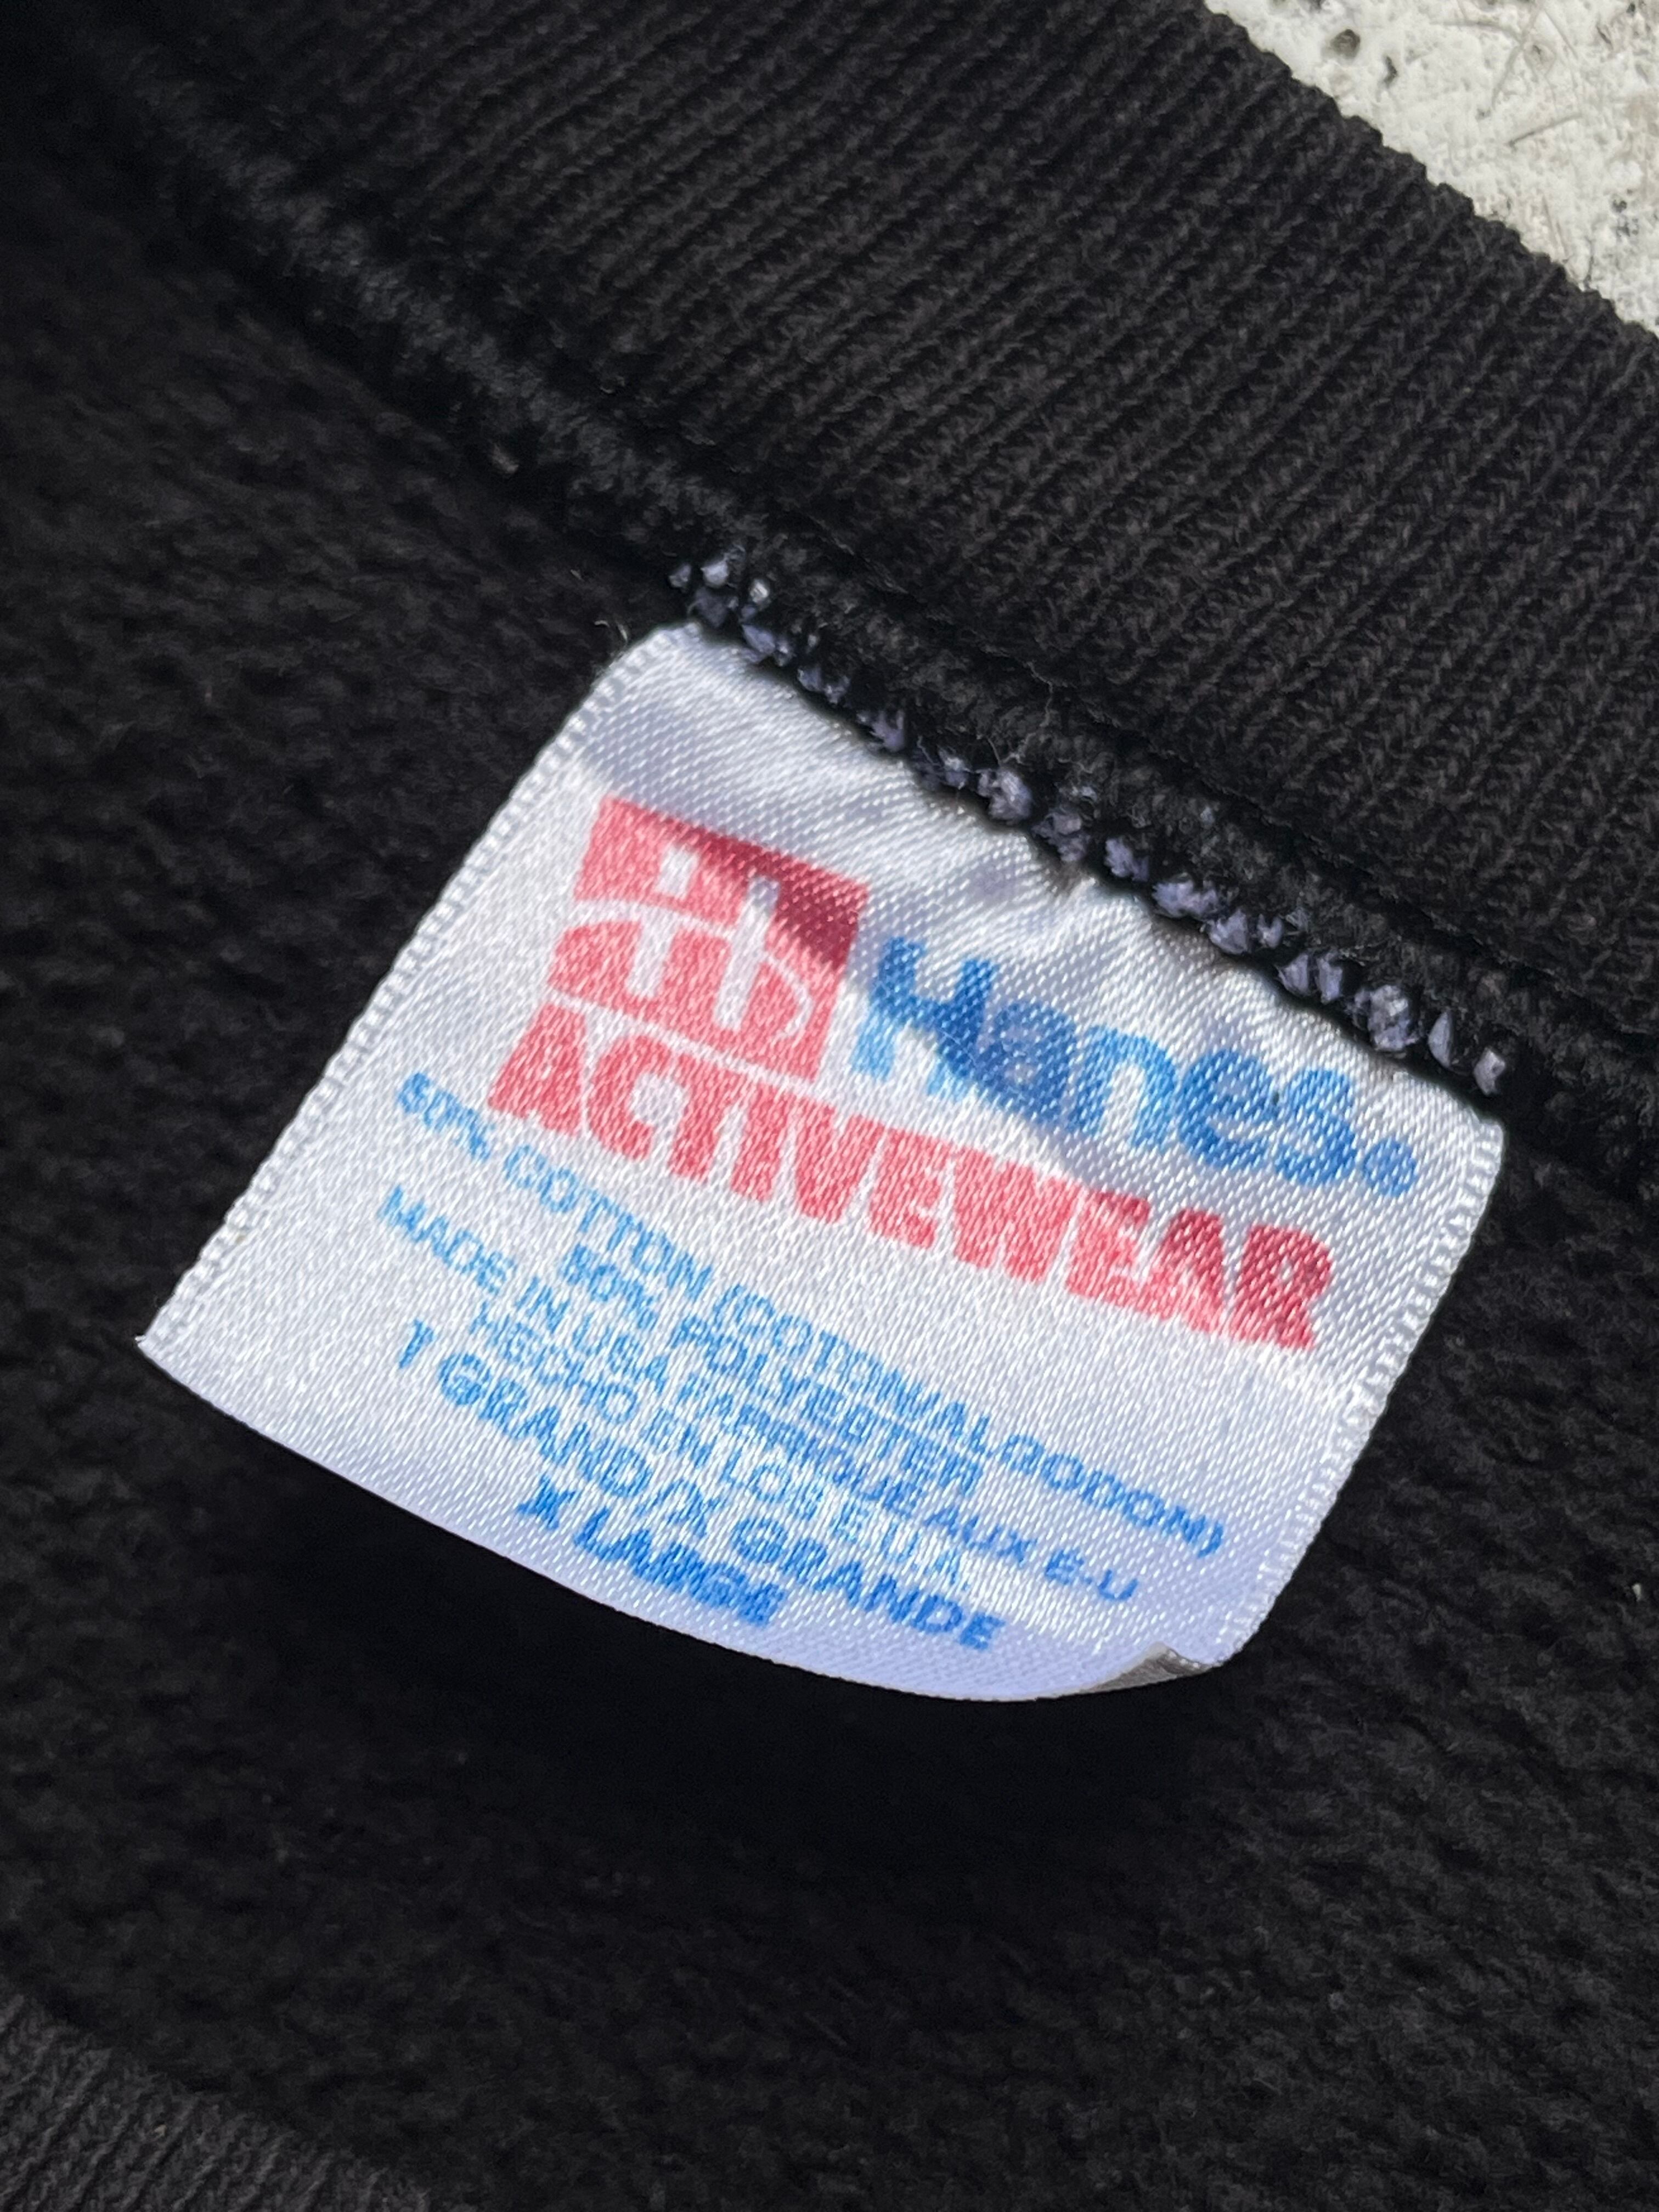 Hanes®
ACTIVEWEAR
50% COTTON (COTON/ALGODON)
50% POLYESTER
MADE IN USA FABRIQUE AUX É.-U
HECHO EN LOS E.U.A.
T GRAND/X GRANDE
X LARGE